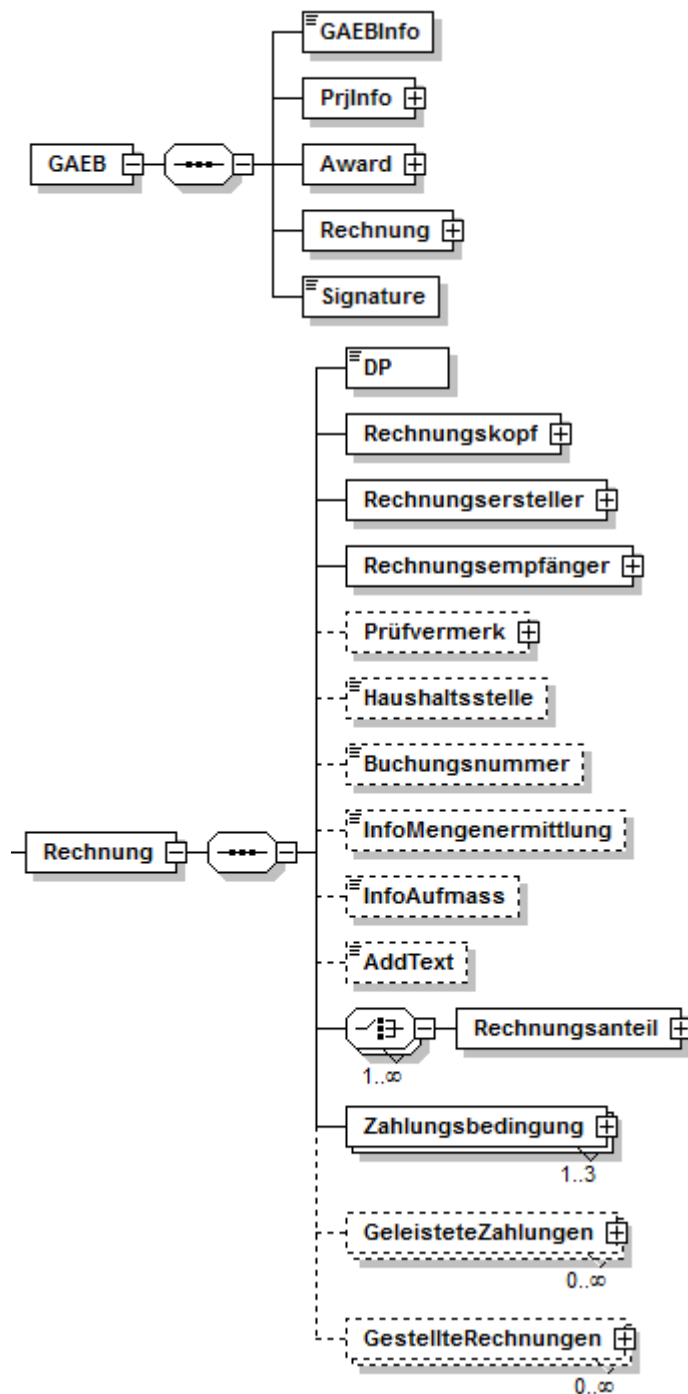 GAEBInfo
PrjInfo
GAEB
Award
Rechnung
Signature
DP
Rechnungskopf
Rechnungsersteller
Rechnungsempfänger
Prüfvermerk
Haushaltsstelle
Buchungsnummer
InfoMengenermittlung
Rechnung
InfoAufmass
AddText
Rechnungsanteil
1..∞
Zahlungsbedingung
1..3
GeleisteteZahlungen
0..∞
GestellteRechnungen
0..∞